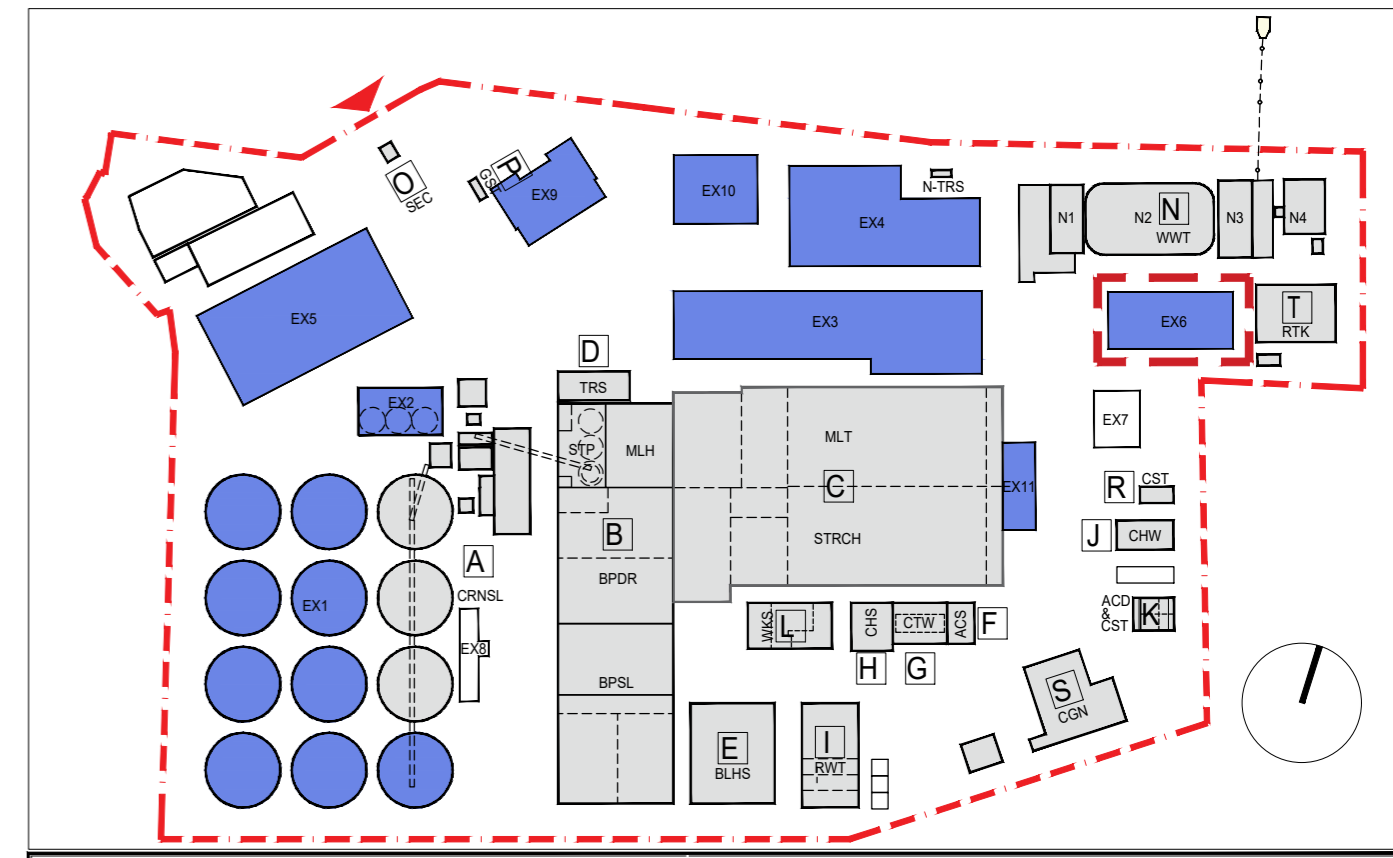 P
GST
EX9
O
SEC
EX10
EX4
N-TRS
N1
N2
N
WWT
N3
N4
EX5
EX3
EX6
T
RTK
D
TRS
EX2
STP
MLH
MLT
C
STRCH
EX11
EX7
R
CST
J
CHW
ACD
&
CST
K
B
BPDR
A
CRNSL
EX1
EX8
WKS
L
CHS
CTW
ACS
F
H
G
BPSL
E
BLHS
I
RWT
S
CGN